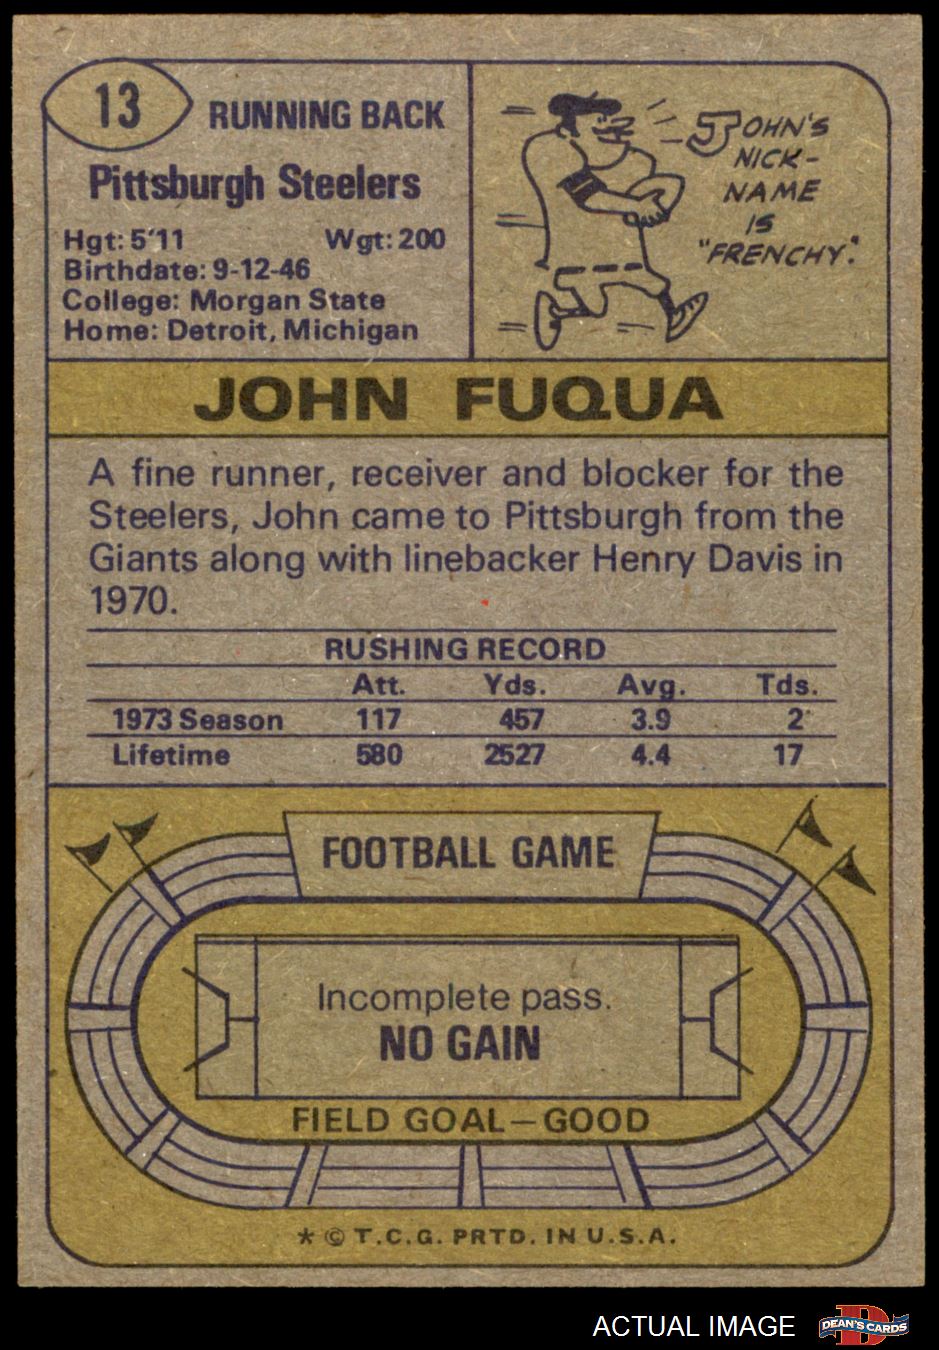 13
RUNNING BACK
Pittsburgh Steelers
Hgt: 5'11 Wgt: 200
Birthdate: 9-12-46
College: Morgan State
Home: Detroit, Michigan
JOHN'S
NICK-
NAME
IS
"FRENCHY."
JOHN FUQUA
A fine runner, receiver and blocker for the
Steelers, John came to Pittsburgh from the
Giants along with linebacker Henry Davis in
1970.
RUSHING RECORD
Att. Yds. Avg. Tds.
1973 Season 117 457 3.9 2
Lifetime 580 2527 4.4 17
FOOTBALL GAME
Incomplete pass.
NO GAIN
FIELD GOAL—GOOD
* © T.C.G. PRTD. IN U.S.A.
ACTUAL IMAGE
D
DEAN'S CARDS